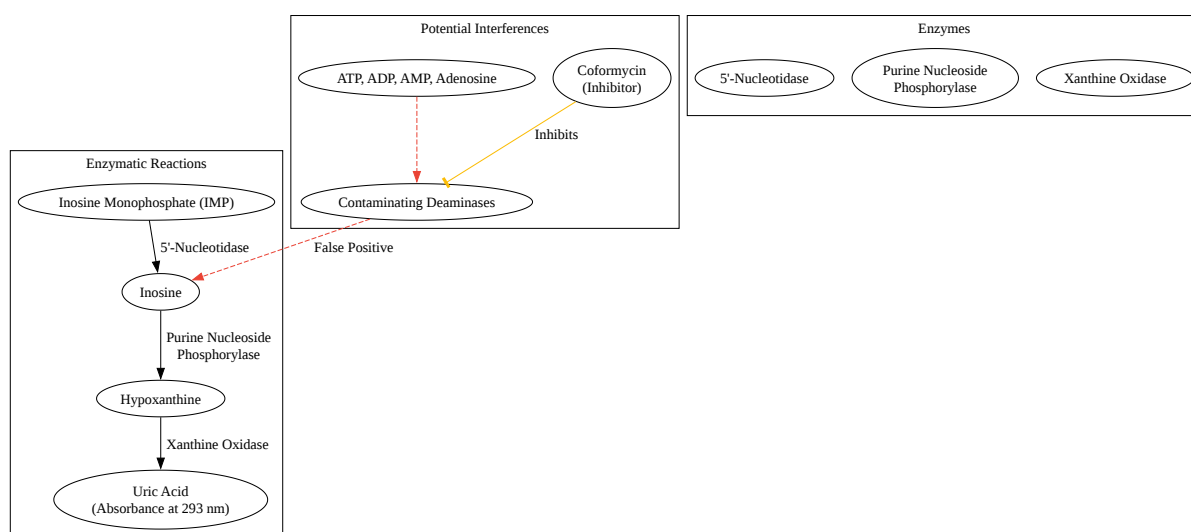 Potential Interferences
ATP, ADP, AMP, Adenosine
Coformycin
(Inhibitor)
Inhibits
Contaminating Deaminases
False Positive
Enzymes
5'-Nucleotidase
Purine Nucleoside
Phosphorylase
Xanthine Oxidase
Enzymatic Reactions
Inosine Monophosphate (IMP)
5'-Nucleotidase
Inosine
Purine Nucleoside
Phosphorylase
Hypoxanthine
Xanthine Oxidase
Uric Acid
(Absorbance at 293 nm)